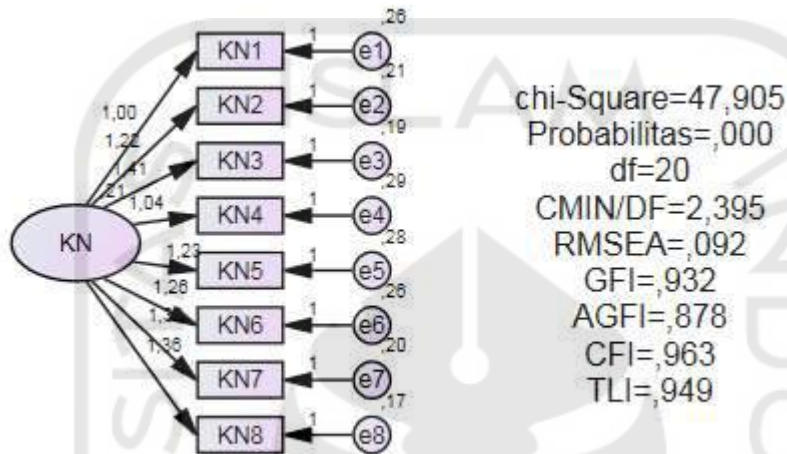 ,26
KN1
1
e1
,21
KN2
1
e2
,19
KN3
1
e3
,29
KN4
1
e4
,28
KN5
1
e5
,26
KN6
1
e6
,20
KN7
1
e7
,17
KN8
1
e8
1,00
1,22
1,41
,21
1,04
1,23
1,26
1,36
KN
chi-Square=47,905
Probabilitas=,000
df=20
CMIN/DF=2,395
RMSEA=,092
GFI=,932
AGFI=,878
CFI=,963
TLI=,949
ISLAM